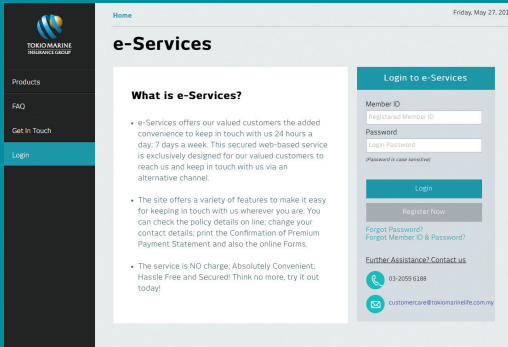 Home
Friday, May 27, 201
TOKIO MARINE
INSURANCE GROUP
e-Services
Products
FAQ
Get In Touch
Login
What is e-Services?
• e-Services offers our valued customers the added
convenience to keep in touch with us 24 hours a
day; 7 days a week. This secured web-based service
is exclusively designed for our valued customers to
reach us and keep in touch with us via an
alternative channel.
• The site offers a variety of features to make it easy
for keeping in touch with us wherever you are. You
can check the policy details on line; change your
contact details; print the Confirmation of Premium
Payment Statement and also the online Forms.
• The service is NO charge; Absolutely Convenient;
Hassle Free and Secured! Think no more, try it out
today!
Login to e-Services
Member ID
Registered Member ID
Password
Login Password
(Password is case sensitive)
Login
Register Now
Forgot Password?
Forgot Member ID & Password?
Further Assistance? Contact us
03-2059 6188
customercare@tokiomarinelife.com.my